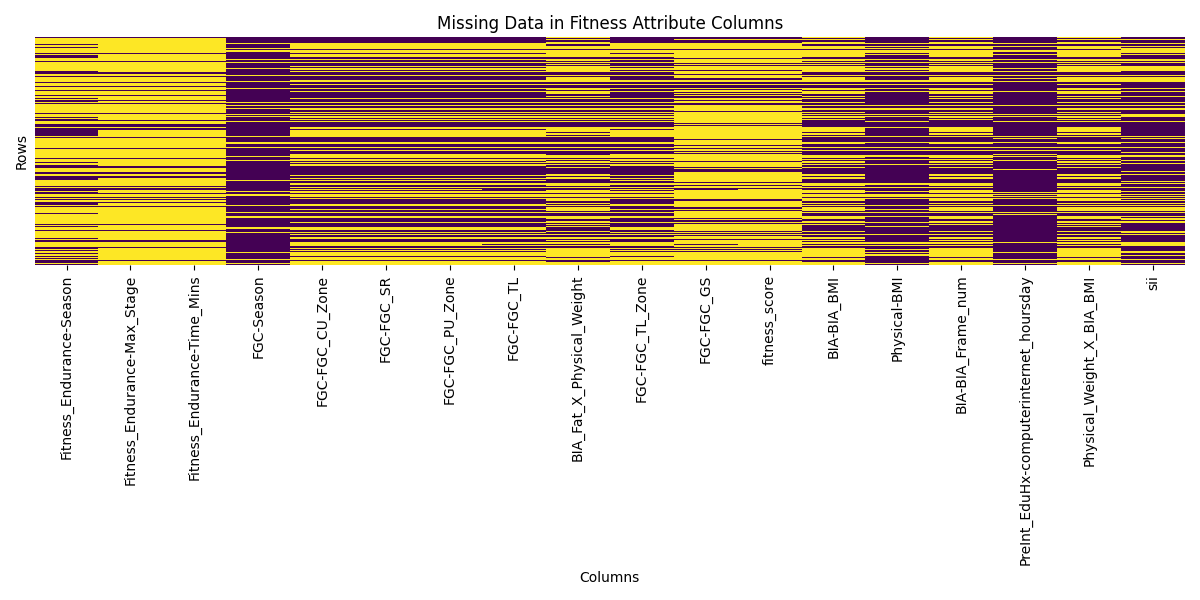 Missing Data in Fitness Attribute Columns
Rows
Fitness_Endurance-Season
Fitness_Endurance-Max_Stage
Fitness_Endurance-Time_Mins
FGC-Season
FGC-FGC_CU_Zone
FGC-FGC_SR
FGC-FGC_PU_Zone
FGC-FGC_TL
BIA_Fat_X_Physical_Weight
FGC-FGC_TL_Zone
FGC-FGC_GS
fitness_score
BIA-BIA_BMI
Physical-BMI
BIA-BIA_Frame_num
PreInt_EduHx-computerinternet_hoursday
Physical_Weight_X_BIA_BMI
sii
Columns